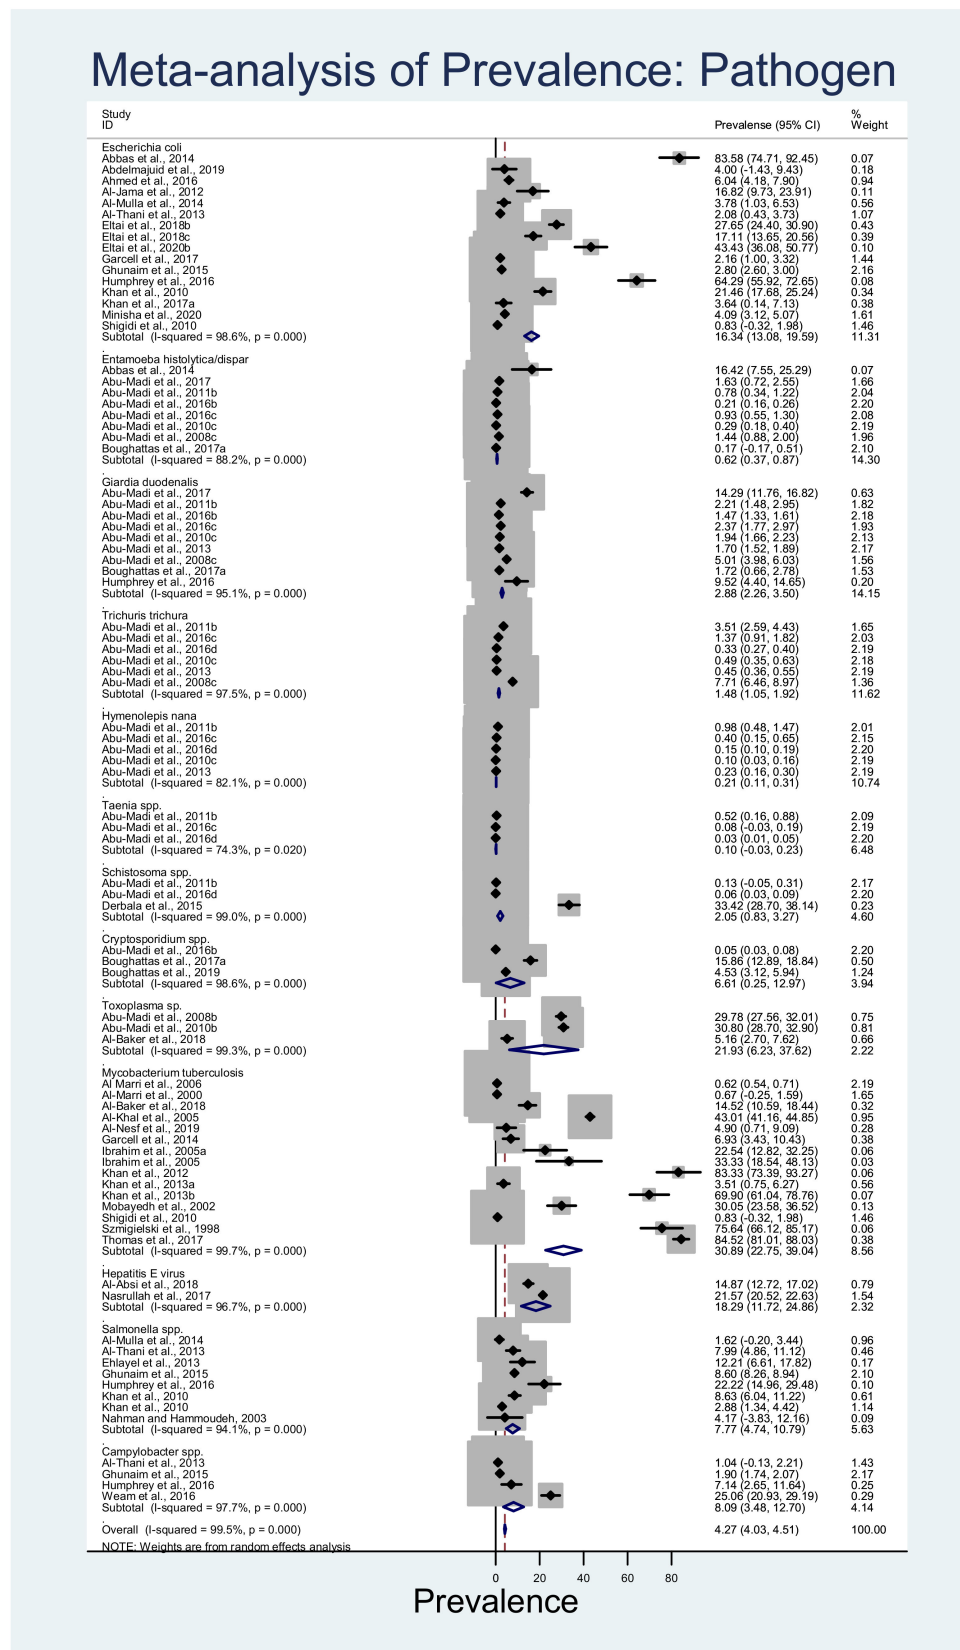 Meta-analysis of Prevalence: Pathogen
Study %
ID Prevalense (95% CI) Weight
Escherichia coli
Abbas et al., 2014 83.58 (74.71, 92.45) 0.07
Abdelmajuid et al., 2019 4.00 (-1.43, 9.43) 0.18
Ahmed et al., 2016 6.04 (4.18, 7.90) 0.94
Al-Jama et al., 2012 16.82 (9.73, 23.91) 0.11
Al-Mulla et al., 2014 3.78 (1.03, 6.53) 0.56
Al-Thani et al., 2013 2.08 (0.43, 3.73) 1.07
Eltai et al., 2018b 27.65 (24.40, 30.90) 0.43
Eltai et al., 2018c 17.11 (13.65, 20.56) 0.39
Eltai et al., 2020b 43.43 (36.08, 50.77) 0.10
Garcell et al., 2017 2.16 (1.00, 3.32) 1.44
Ghunaim et al., 2015 2.80 (2.60, 3.00) 2.16
Humphrey et al., 2016 64.29 (55.92, 72.65) 0.08
Khan et al., 2010 21.46 (17.68, 25.24) 0.34
Khan et al., 2017a 3.64 (0.14, 7.13) 0.38
Minisha et al., 2020 4.09 (3.12, 5.07) 1.61
Shigidi et al., 2010 0.83 (-0.32, 1.98) 1.46
Subtotal (I-squared = 98.6%, p = 0.000) 16.34 (13.08, 19.59) 11.31
.
Entamoeba histolytica/dispar
Abbas et al., 2014 16.42 (7.55, 25.29) 0.07
Abu-Madi et al., 2017 1.63 (0.72, 2.55) 1.66
Abu-Madi et al., 2011b 0.78 (0.34, 1.22) 2.04
Abu-Madi et al., 2016b 0.21 (0.16, 0.26) 2.20
Abu-Madi et al., 2016c 0.93 (0.55, 1.30) 2.08
Abu-Madi et al., 2010c 0.29 (0.18, 0.40) 2.19
Abu-Madi et al., 2008c 1.44 (0.88, 2.00) 1.96
Boughattas et al., 2017a 0.17 (-0.17, 0.51) 2.10
Subtotal (I-squared = 88.2%, p = 0.000) 0.62 (0.37, 0.87) 14.30
.
Giardia duodenalis
Abu-Madi et al., 2017 14.29 (11.76, 16.82) 0.63
Abu-Madi et al., 2011b 2.21 (1.48, 2.95) 1.82
Abu-Madi et al., 2016b 1.47 (1.33, 1.61) 2.18
Abu-Madi et al., 2016c 2.37 (1.77, 2.97) 1.93
Abu-Madi et al., 2010c 1.94 (1.66, 2.23) 2.13
Abu-Madi et al., 2013 1.70 (1.52, 1.89) 2.17
Abu-Madi et al., 2008c 5.01 (3.98, 6.03) 1.56
Boughattas et al., 2017a 1.72 (0.66, 2.78) 1.53
Humphrey et al., 2016 9.52 (4.40, 14.65) 0.20
Subtotal (I-squared = 95.1%, p = 0.000) 2.88 (2.26, 3.50) 14.15
.
Trichuris trichura
Abu-Madi et al., 2011b 3.51 (2.59, 4.43) 1.65
Abu-Madi et al., 2016c 1.37 (0.91, 1.82) 2.03
Abu-Madi et al., 2016d 0.33 (0.27, 0.40) 2.19
Abu-Madi et al., 2010c 0.49 (0.35, 0.63) 2.18
Abu-Madi et al., 2013 0.45 (0.36, 0.55) 2.19
Abu-Madi et al., 2008c 7.71 (6.46, 8.97) 1.36
Subtotal (I-squared = 97.5%, p = 0.000) 1.48 (1.05, 1.92) 11.62
.
Hymenolepis nana
Abu-Madi et al., 2011b 0.98 (0.48, 1.47) 2.01
Abu-Madi et al., 2016c 0.40 (0.15, 0.65) 2.15
Abu-Madi et al., 2016d 0.15 (0.10, 0.19) 2.20
Abu-Madi et al., 2010c 0.10 (0.03, 0.16) 2.19
Abu-Madi et al., 2013 0.23 (0.16, 0.30) 2.19
Subtotal (I-squared = 82.1%, p = 0.000) 0.21 (0.11, 0.31) 10.74
.
Taenia spp.
Abu-Madi et al., 2011b 0.52 (0.16, 0.88) 2.09
Abu-Madi et al., 2016c 0.08 (-0.03, 0.19) 2.19
Abu-Madi et al., 2016d 0.03 (0.01, 0.05) 2.20
Subtotal (I-squared = 74.3%, p = 0.020) 0.10 (-0.03, 0.23) 6.48
.
Schistosoma spp.
Abu-Madi et al., 2011b 0.13 (-0.05, 0.31) 2.17
Abu-Madi et al., 2016d 0.06 (0.03, 0.09) 2.20
Derbala et al., 2015 33.42 (28.70, 38.14) 0.23
Subtotal (I-squared = 99.0%, p = 0.000) 2.05 (0.83, 3.27) 4.60
.
Cryptosporidium spp.
Abu-Madi et al., 2016b 0.05 (0.03, 0.08) 2.20
Boughattas et al., 2017a 15.86 (12.89, 18.84) 0.50
Boughattas et al., 2019 4.53 (3.12, 5.94) 1.24
Subtotal (I-squared = 98.6%, p = 0.000) 6.61 (0.25, 12.97) 3.94
.
Toxoplasma sp.
Abu-Madi et al., 2008b 29.78 (27.56, 32.01) 0.75
Abu-Madi et al., 2010b 30.80 (28.70, 32.90) 0.81
Al-Baker et al., 2018 5.16 (2.70, 7.62) 0.66
Subtotal (I-squared = 99.3%, p = 0.000) 21.93 (6.23, 37.62) 2.22
.
Mycobacterium tuberculosis
Al Marri et al., 2006 0.62 (0.54, 0.71) 2.19
Al-Marri et al., 2000 0.67 (-0.25, 1.59) 1.65
Al-Baker et al., 2018 14.52 (10.59, 18.44) 0.32
Al-Khal et al., 2005 43.01 (41.16, 44.85) 0.95
Al-Nesf et al., 2019 4.90 (0.71, 9.09) 0.28
Garcell et al., 2014 6.93 (3.43, 10.43) 0.38
Ibrahim et al., 2005a 22.54 (12.82, 32.25) 0.06
Ibrahim et al., 2005 33.33 (18.54, 48.13) 0.03
Khan et al., 2012 83.33 (73.39, 93.27) 0.06
Khan et al., 2013a 3.51 (0.75, 6.27) 0.56
Khan et al., 2013b 69.90 (61.04, 78.76) 0.07
Mobayedh et al., 2002 30.05 (23.58, 36.52) 0.13
Shigidi et al., 2010 0.83 (-0.32, 1.98) 1.46
Szmigielski et al., 1998 75.64 (66.12, 85.17) 0.06
Thomas et al., 2017 84.52 (81.01, 88.03) 0.38
Subtotal (I-squared = 99.7%, p = 0.000) 30.89 (22.75, 39.04) 8.56
.
Hepatitis E virus
Al-Absi et al., 2018 14.87 (12.72, 17.02) 0.79
Nasrullah et al., 2017 21.57 (20.52, 22.63) 1.54
Subtotal (I-squared = 96.7%, p = 0.000) 18.29 (11.72, 24.86) 2.32
.
Salmonella spp.
Al-Mulla et al., 2014 1.62 (-0.20, 3.44) 0.96
Al-Thani et al., 2013 7.99 (4.86, 11.12) 0.46
Ehlayel et al., 2013 12.21 (6.61, 17.82) 0.17
Ghunaim et al., 2015 8.60 (8.26, 8.94) 2.10
Humphrey et al., 2016 22.22 (14.96, 29.48) 0.10
Khan et al., 2010 8.63 (6.04, 11.22) 0.61
Khan et al., 2010 2.88 (1.34, 4.42) 1.14
Nahman and Hammoudeh, 2003 4.17 (-3.83, 12.16) 0.09
Subtotal (I-squared = 94.1%, p = 0.000) 7.77 (4.74, 10.79) 5.63
.
Campylobacter spp.
Al-Thani et al., 2013 1.04 (-0.13, 2.21) 1.43
Ghunaim et al., 2015 1.90 (1.74, 2.07) 2.17
Humphrey et al., 2016 7.14 (2.65, 11.64) 0.25
Weam et al., 2016 25.06 (20.93, 29.19) 0.29
Subtotal (I-squared = 97.7%, p = 0.000) 8.09 (3.48, 12.70) 4.14
.
Overall (I-squared = 99.5%, p = 0.000) 4.27 (4.03, 4.51) 100.00
NOTE: Weights are from random effects analysis
0 20 40 60 80
Prevalence